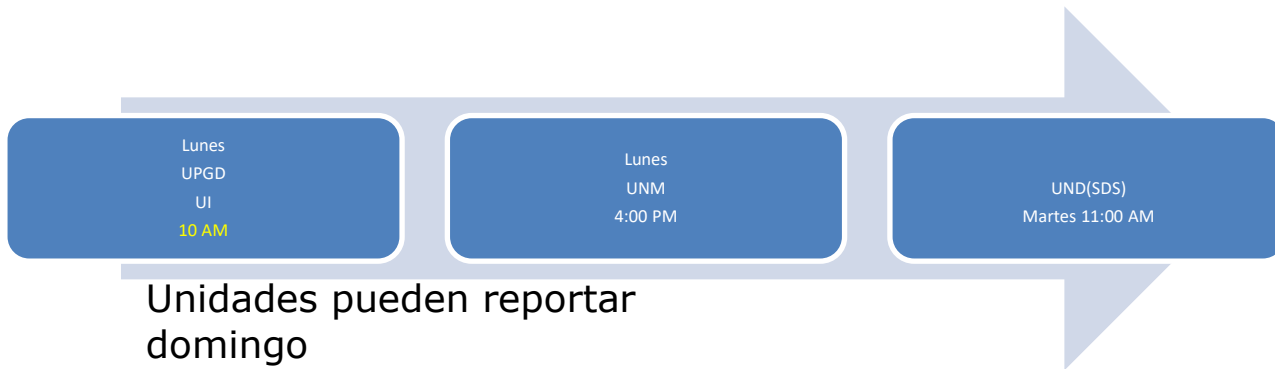 Lunes
UPGD
UI
10 AM
Lunes
UNM
4:00 PM
UND(SDS)
Martes 11:00 AM
Unidades pueden reportar
domingo